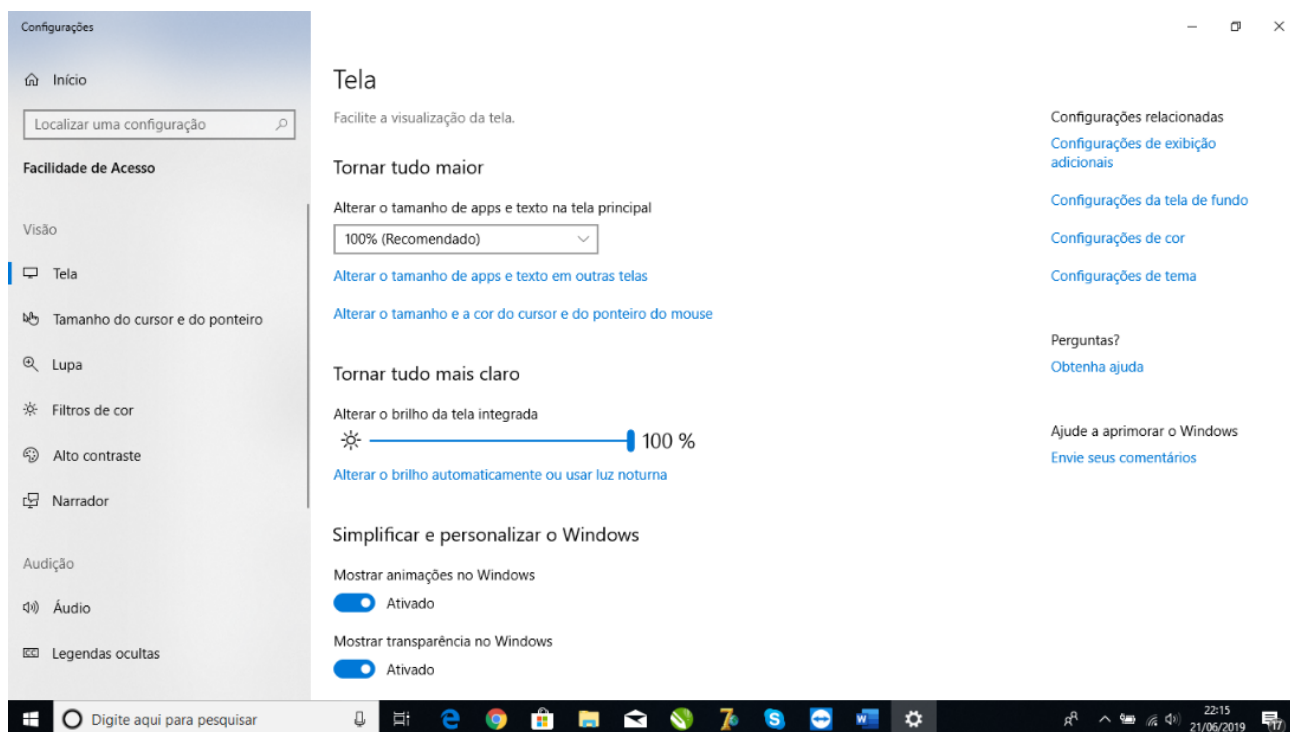 Configurações
Início
Localizar uma configuração
Facilidade de Acesso
Visão
Tela
Tamanho do cursor e do ponteiro
Lupa
Filtros de cor
Alto contraste
Narrador
Audição
Áudio
Legendas ocultas
Tela
Facilite a visualização da tela.
Tornar tudo maior
Alterar o tamanho de apps e texto na tela principal
100% (Recomendado)
Alterar o tamanho de apps e texto em outras telas
Alterar o tamanho e a cor do cursor e do ponteiro do mouse
Tornar tudo mais claro
Alterar o brilho da tela integrada
100 %
Alterar o brilho automaticamente ou usar luz noturna
Simplificar e personalizar o Windows
Mostrar animações no Windows
Ativado
Mostrar transparência no Windows
Ativado
Configurações relacionadas
Configurações de exibição
adicionais
Configurações da tela de fundo
Configurações de cor
Configurações de tema
Perguntas?
Obtenha ajuda
Ajude a aprimorar o Windows
Envie seus comentários
Digite aqui para pesquisar
22:15
21/06/2019
17